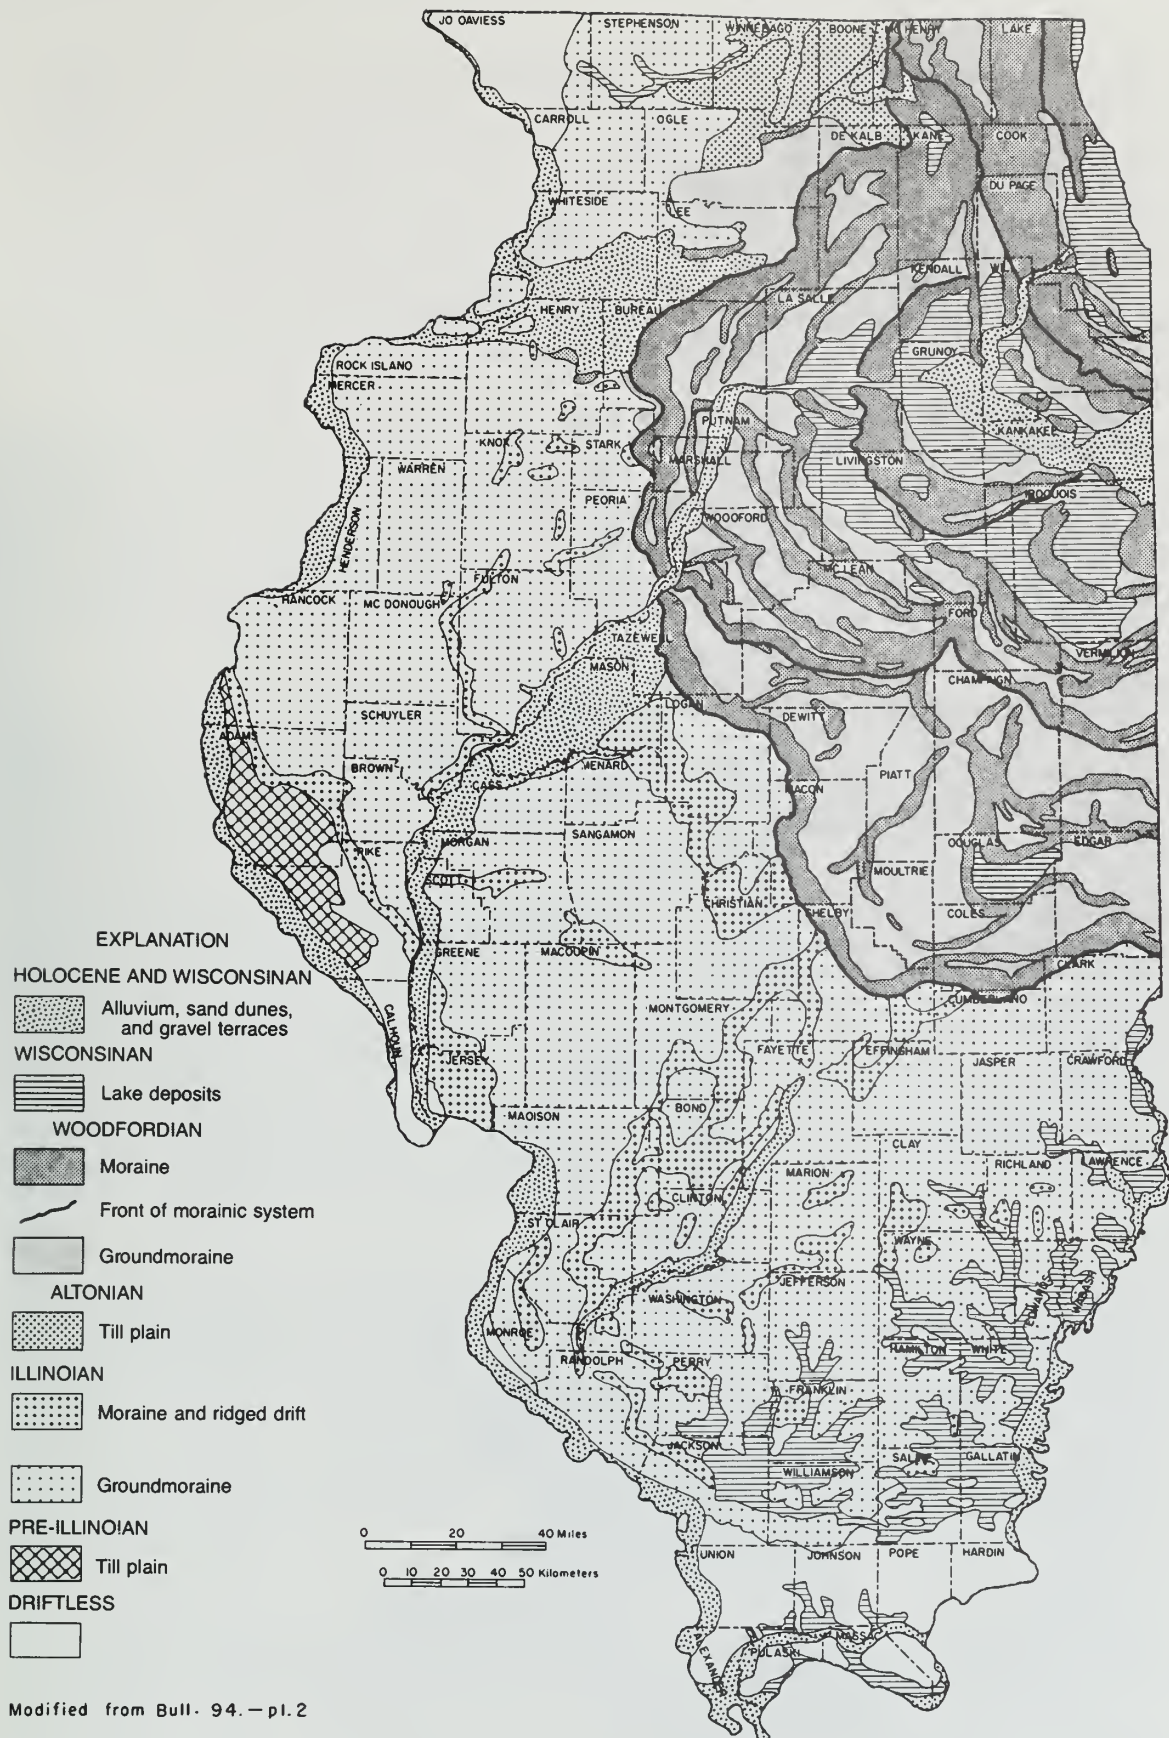 JO DAVIESS
STEPHENSON
WINNEBAGO
BOONE
MC HENRY
LAKE
CARROLL
OGLE
DE KALB
KANE
COOK
DU PAGE
WHITESIDE
LEE
KENDALL
WILL
LA SALLE
HENRY
BUREAU
GRUNDY
ROCK ISLAND
MERCER
PUTNAM
KANKAKEE
KNOX
STARK
MARSHALL
LIVINGSTON
WARREN
PEORIA
IROQUOIS
HENDERSON
WOODFORD
MC LEAN
FULTON
HANCOCK
MC DONOUGH
FORD
TAZEWELL
MASON
VERMILION
CHAMPAIGN
LOGAN
SCHUYLER
DEWITT
ADAMS
BROWN
MENARD
CASS
PIATT
MACON
SANGAMON
MORGAN
DOUGLAS
EDGAR
PIKE
MOULTRIE
SCOTT
CHRISTIAN
SHELBY
COLES
GREENE
MACOUPIN
CLARK
CUMBERLAND
MONTGOMERY
CALHOUN
FAYETTE
EFFINGHAM
JERSEY
JASPER
CRAWFORD
BOND
MADISON
CLAY
RICHLAND
LAWRENCE
MARION
CLINTON
ST CLAIR
WAYNE
EDWARDS
WABASH
JEFFERSON
WASHINGTON
MONROE
HAMILTON
WHITE
RANDOLPH
PERRY
FRANKLIN
JACKSON
WILLIAMSON
SALINE
GALLATIN
UNION
JOHNSON
POPE
HARDIN
ALEXANDER
PULASKI
MASSAC
EXPLANATION
HOLOCENE AND WISCONSINAN
Alluvium, sand dunes,
and gravel terraces
WISCONSINAN
Lake deposits
WOODFORDIAN
Moraine
Front of morainic system
Groundmoraine
ALTONIAN
Till plain
ILLINOIAN
Moraine and ridged drift
Groundmoraine
PRE-ILLINOIAN
Till plain
DRIFTLESS
0 20 40 Miles
0 10 20 30 40 50 Kilometers
Modified from Bull. 94.—pl. 2